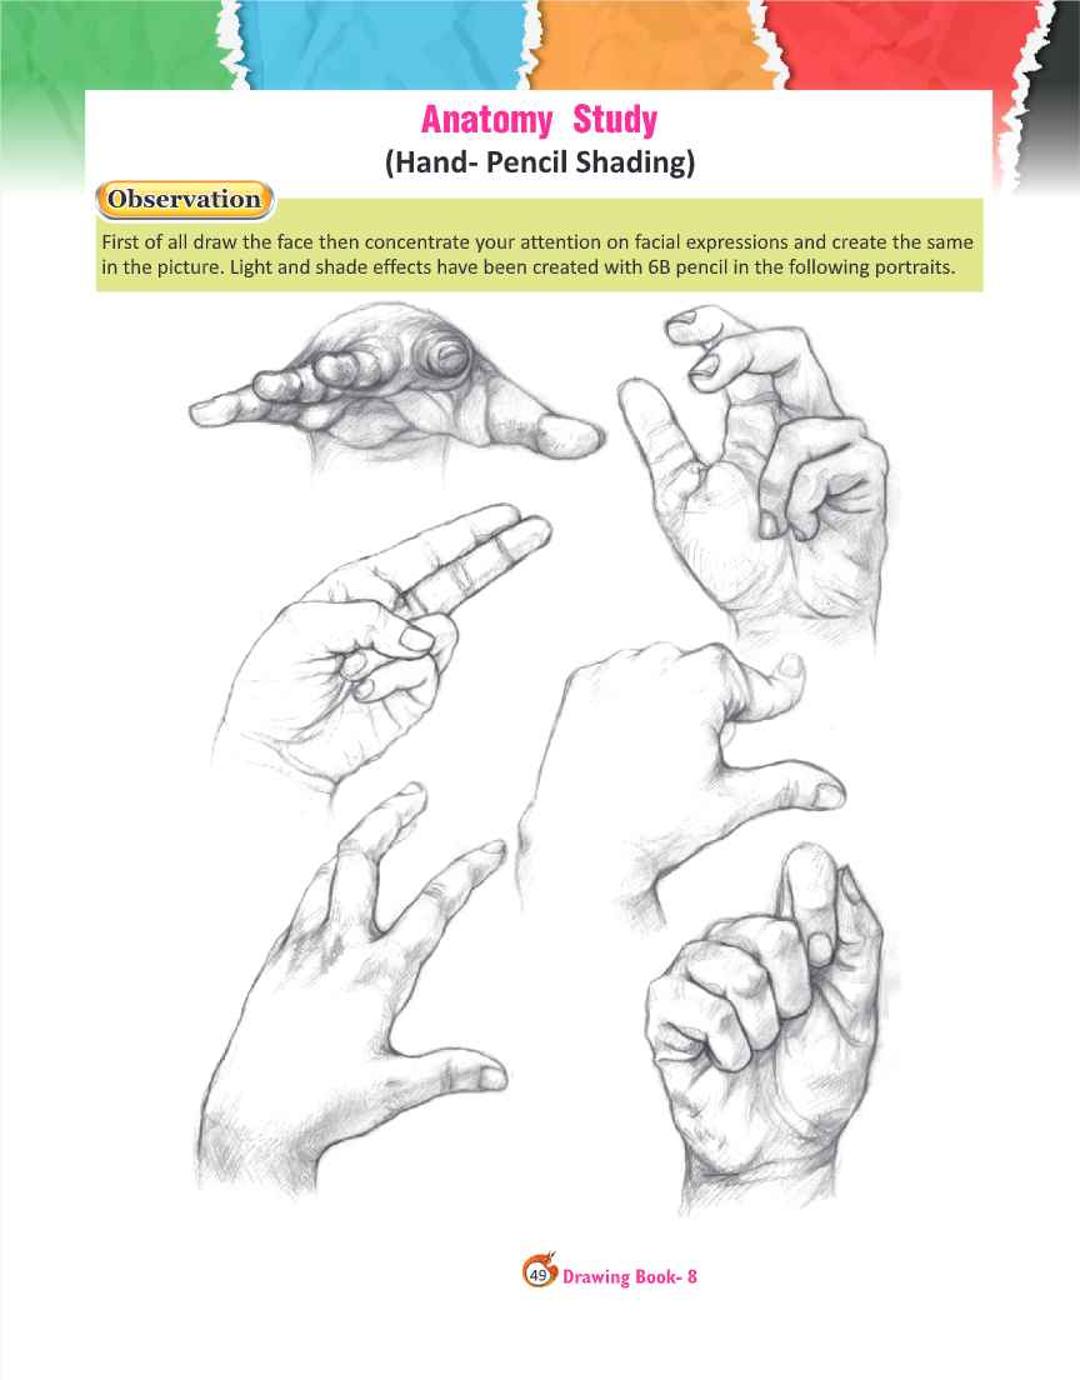 Anatomy Study
(Hand- Pencil Shading)
Observation
First of all draw the face then concentrate your attention on facial expressions and create the same
in the picture. Light and shade effects have been created with 6B pencil in the following portraits.
49 Drawing Book- 8